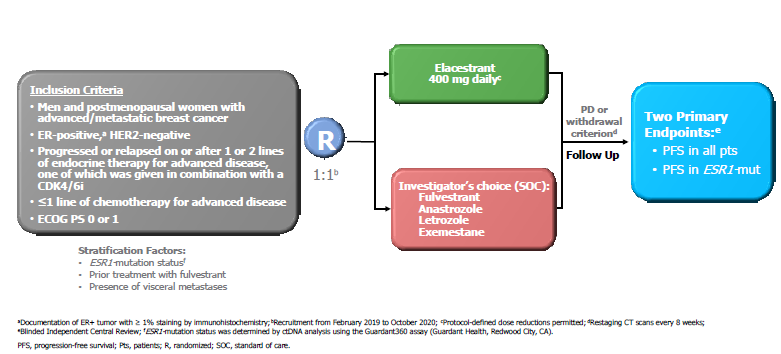 Inclusion Criteria
• Men and postmenopausal women with
advanced/metastatic breast cancer
• ER-positive,ᵃ HER2-negative
• Progressed or relapsed on or after 1 or 2 lines
of endocrine therapy for advanced disease,
one of which was given in combination with a
CDK4/6i
• ≤1 line of chemotherapy for advanced disease
• ECOG PS 0 or 1
Stratification Factors:
• ESR1-mutation statusᶠ
• Prior treatment with fulvestrant
• Presence of visceral metastases
R
1:1ᵇ
Elacestrant
400 mg dailyᶜ
Investigator's choice (SOC):
Fulvestrant
Anastrozole
Letrozole
Exemestane
PD or
withdrawal
criterionᵈ
Follow Up
Two Primary
Endpoints:ᵉ
• PFS in all pts
• PFS in ESR1-mut
ᵃDocumentation of ER+ tumor with ≥ 1% staining by immunohistochemistry; ᵇRecruitment from February 2019 to October 2020; ᶜProtocol-defined dose reductions permitted; ᵈRestaging CT scans every 8 weeks;
ᵉBlinded Independent Central Review; ᶠESR1-mutation status was determined by ctDNA analysis using the Guardant360 assay (Guardant Health, Redwood City, CA).
PFS, progression-free survival; Pts, patients; R, randomized; SOC, standard of care.